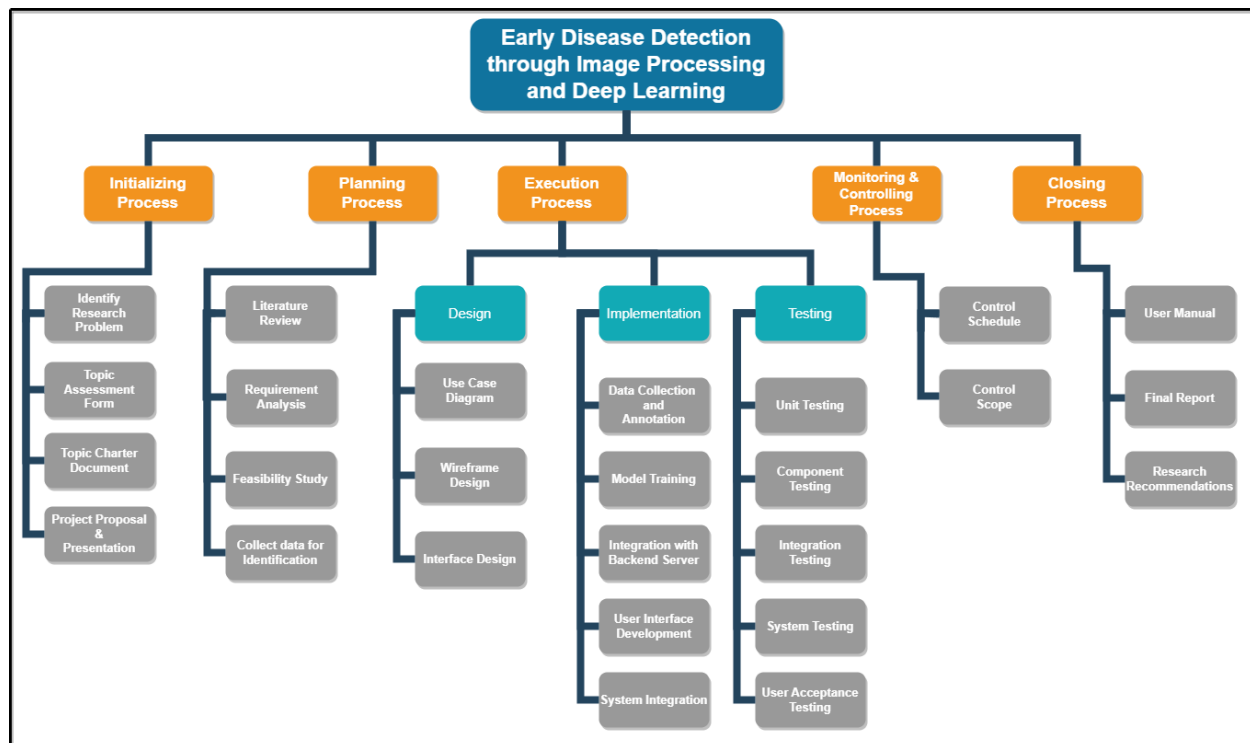 Early Disease Detection
through Image Processing
and Deep Learning
Initializing
Process
Planning
Process
Execution
Process
Monitoring &
Controlling
Process
Closing
Process
Identify
Research
Problem
Topic
Assessment
Form
Topic Charter
Document
Project Proposal
&
Presentation
Literature
Review
Requirement
Analysis
Feasibility Study
Collect data for
Identification
Design
Use Case
Diagram
Wireframe
Design
Interface Design
Implementation
Data Collection
and
Annotation
Model Training
Integration with
Backend Server
User Interface
Development
System Integration
Testing
Unit Testing
Component
Testing
Integration
Testing
System Testing
User Acceptance
Testing
Control
Schedule
Control
Scope
User Manual
Final Report
Research
Recommendations